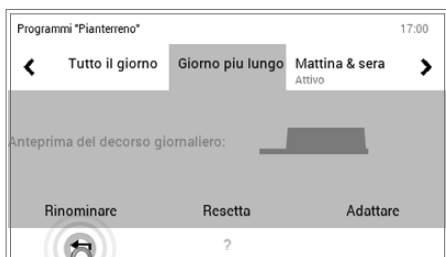 Programmi "Pianterreno" 17:00
Tutto il giorno Giorno piu lungo Mattina & sera
Attivo
Anteprima del decorso giornaliero:
Rinominare Resetta Adattare
?